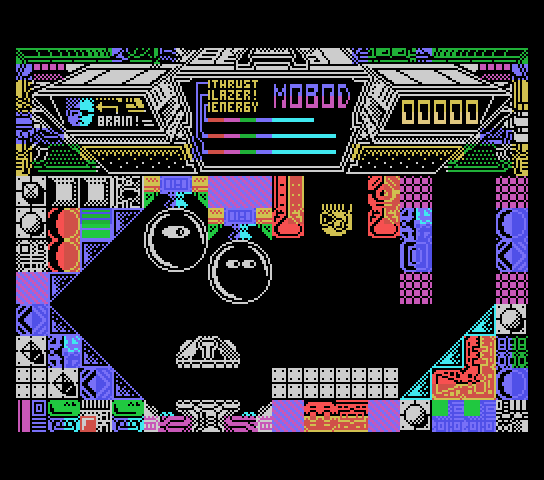 THRUST
LAZER!
ENERGY
MOBOD
00000
BRAIN!